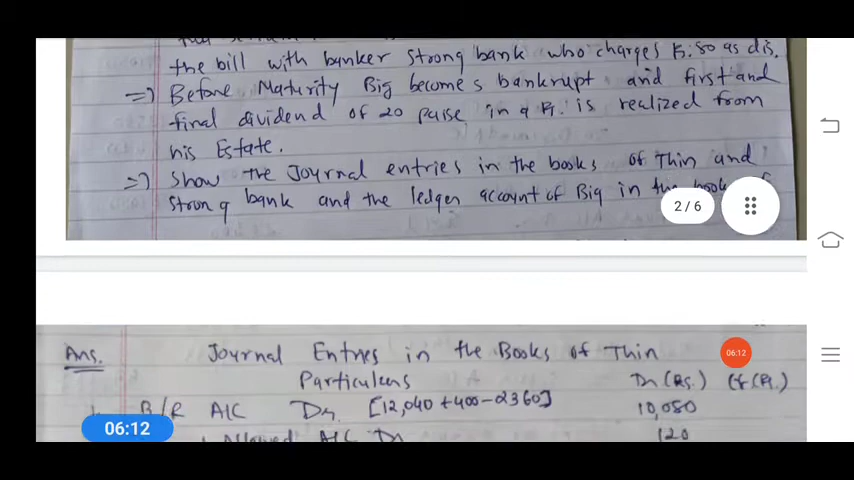 the bill with banker Strong bank who charges Rs. 80 as dis.
=> Before Maturity Big becomes bankrupt and first and
final dividend of 20 paise in a Rs. is realized from
his Estate.
=> Show the Journal entries in the books of Thin and
Strong bank and the ledger account of Big in the book
2/6
Ans. Journal Entries in the Books of Thin
06:12
Particulars Dr (Rs.) Cr (Rs.)
B/R A/C Dr. [12,040 + 400 - 2360] 10,080
06:12
Allowed A/C Dr 120